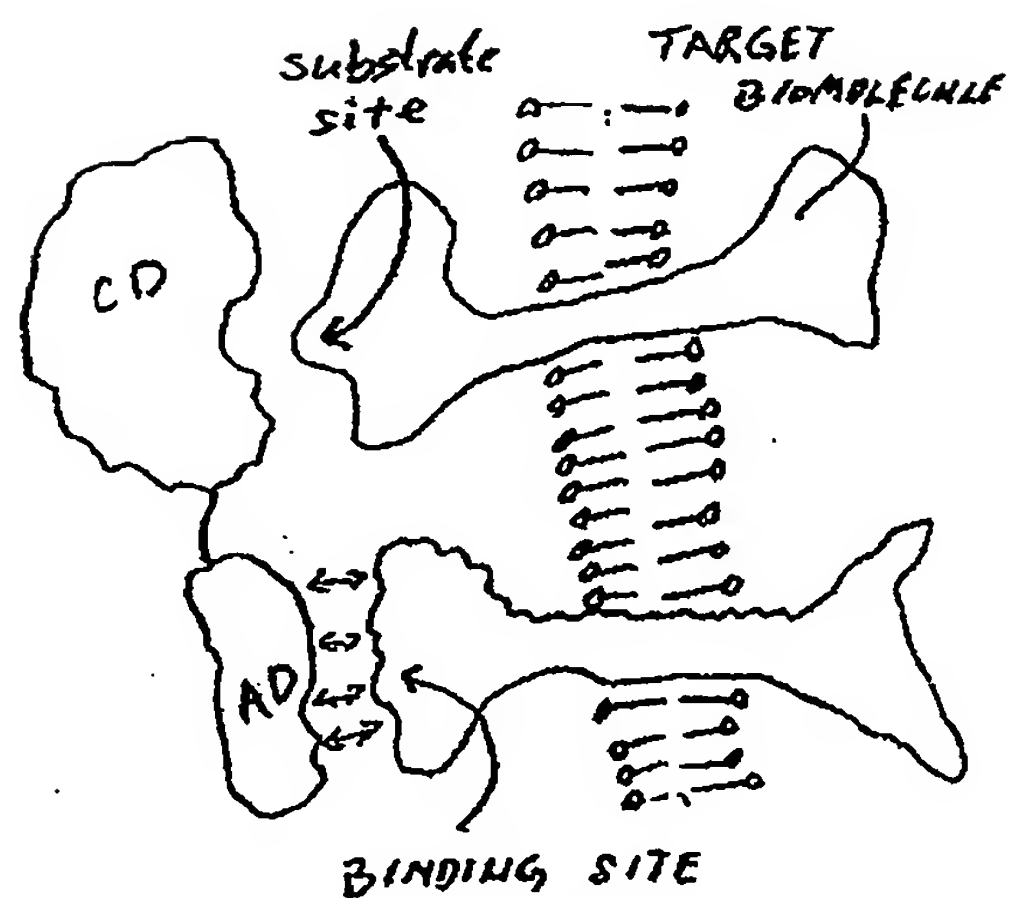 substrate
site
TARGET
BIOMOLECULE
CD
AD
BINDING SITE